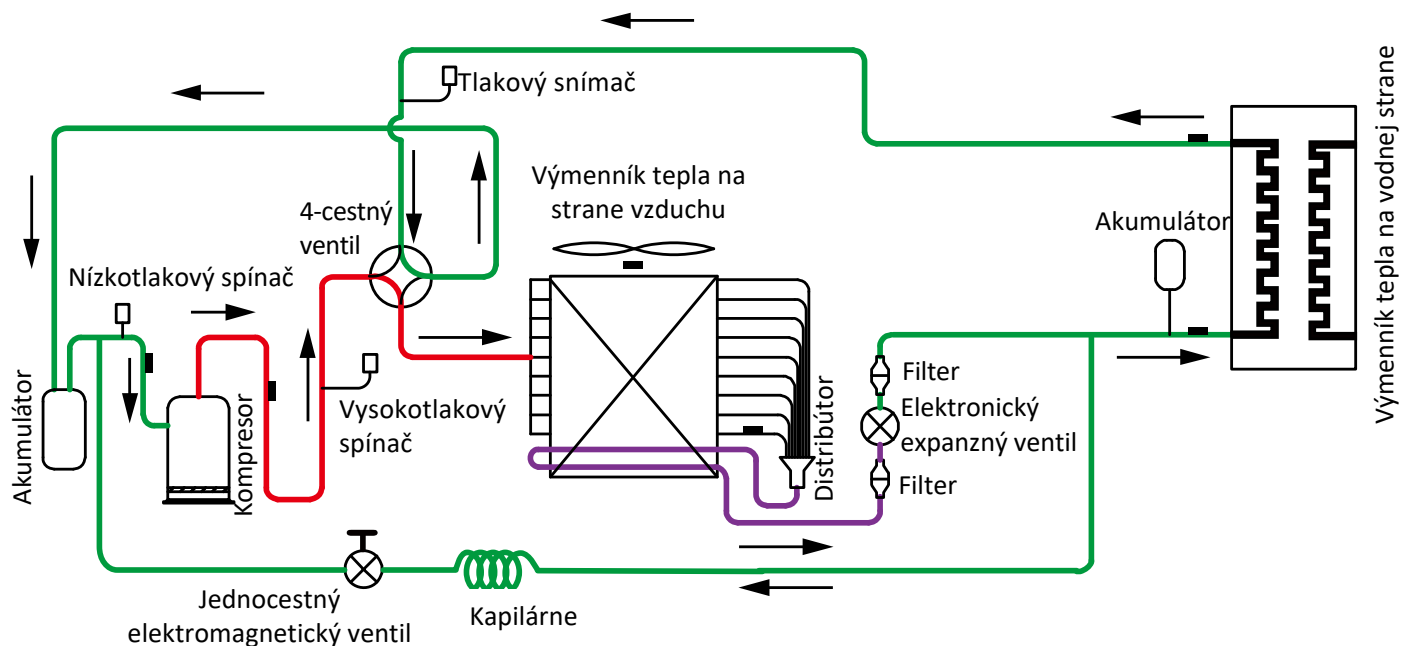 Tlakový snímač
Výmenník tepla na
strane vzduchu
4-cestný
ventil
Nízkotlakový spínač
Akumulátor
Výmenník tepla na vodnej strane
Akumulátor
Kompresor
Vysokotlakový
spínač
Distribútor
Filter
Elektronický
expanzný ventil
Filter
Jednocestný
elektromagnetický ventil
Kapilárne